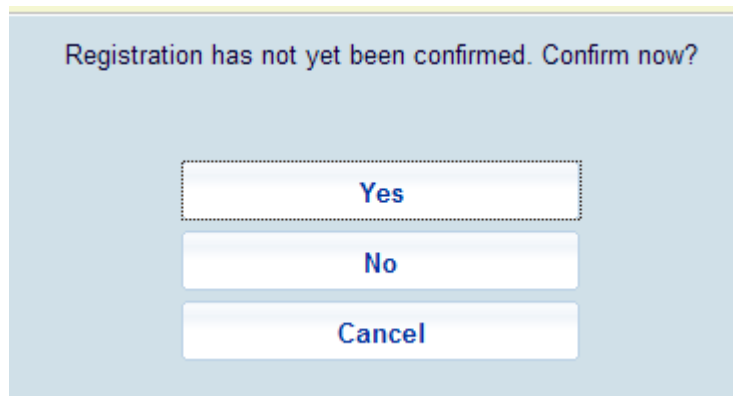 Registration has not yet been confirmed. Confirm now?
Yes
No
Cancel